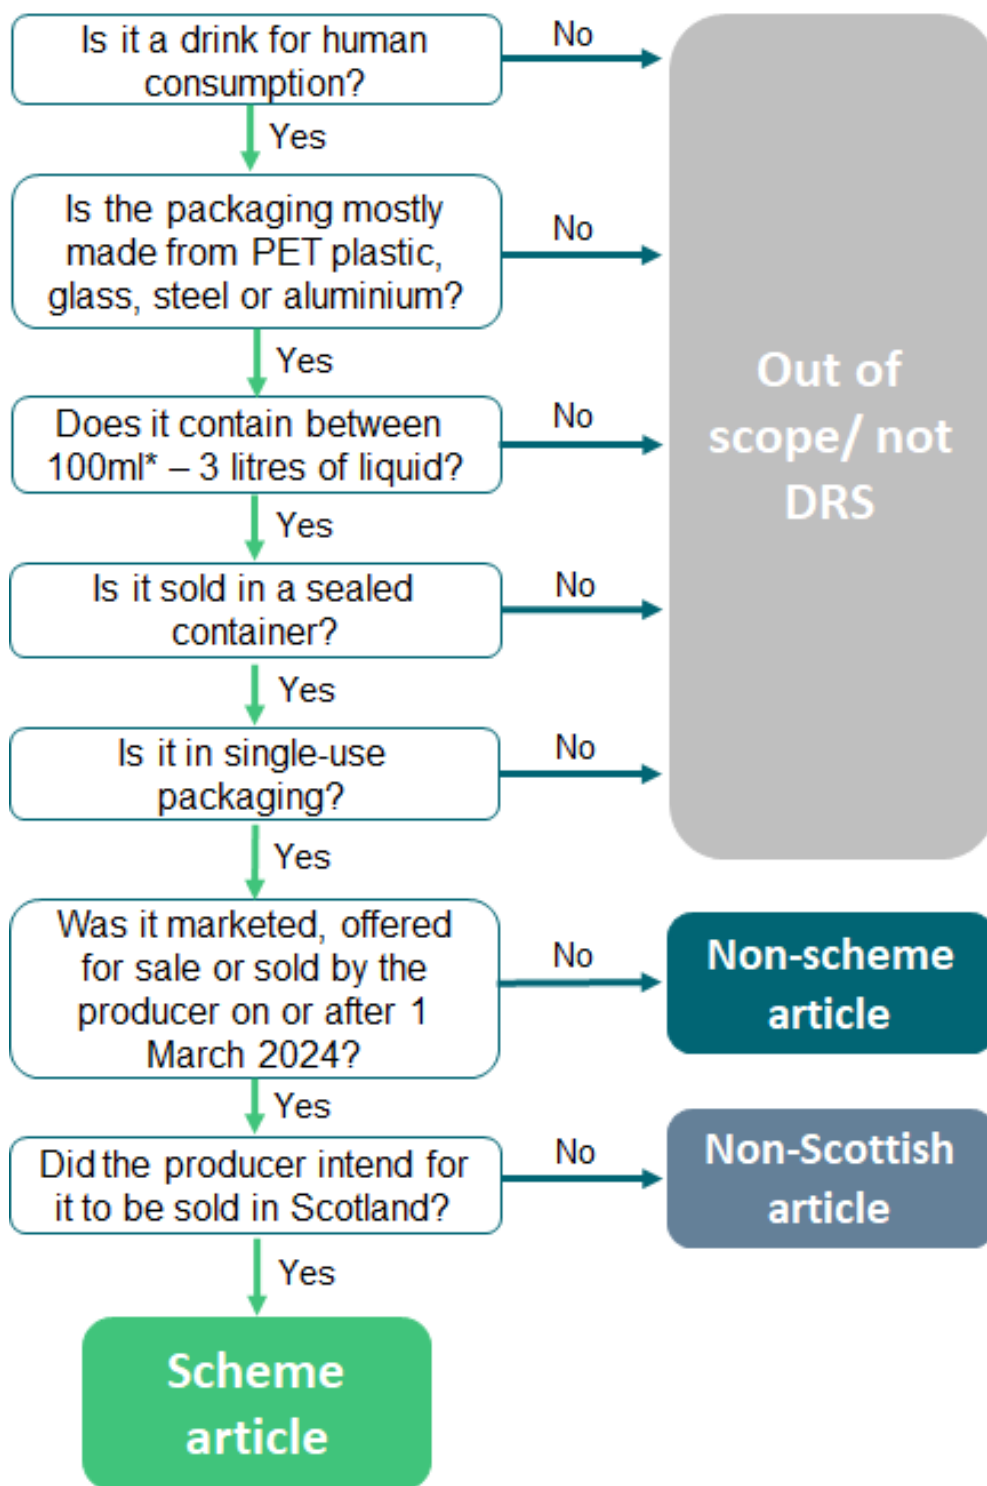 Is it a drink for human
consumption?
No
Yes
Is the packaging mostly
made from PET plastic,
glass, steel or aluminium?
No
Yes
Does it contain between
100ml* – 3 litres of liquid?
No
Yes
Is it sold in a sealed
container?
No
Yes
Is it in single-use
packaging?
No
Out of
scope/ not
DRS
Yes
Was it marketed, offered
for sale or sold by the
producer on or after 1
March 2024?
No
Non-scheme
article
Yes
Did the producer intend for
it to be sold in Scotland?
No
Non-Scottish
article
Yes
Scheme
article